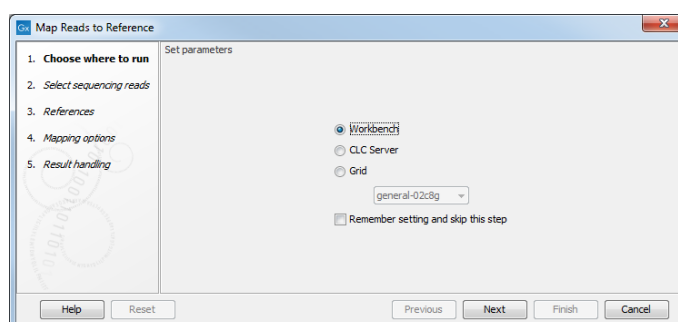 Gx Map Reads to Reference
1. Choose where to run
2. Select sequencing reads
3. References
4. Mapping options
5. Result handling
Set parameters
Workbench
CLC Server
Grid
general-02c8g
Remember setting and skip this step
Help Reset Previous Next Finish Cancel